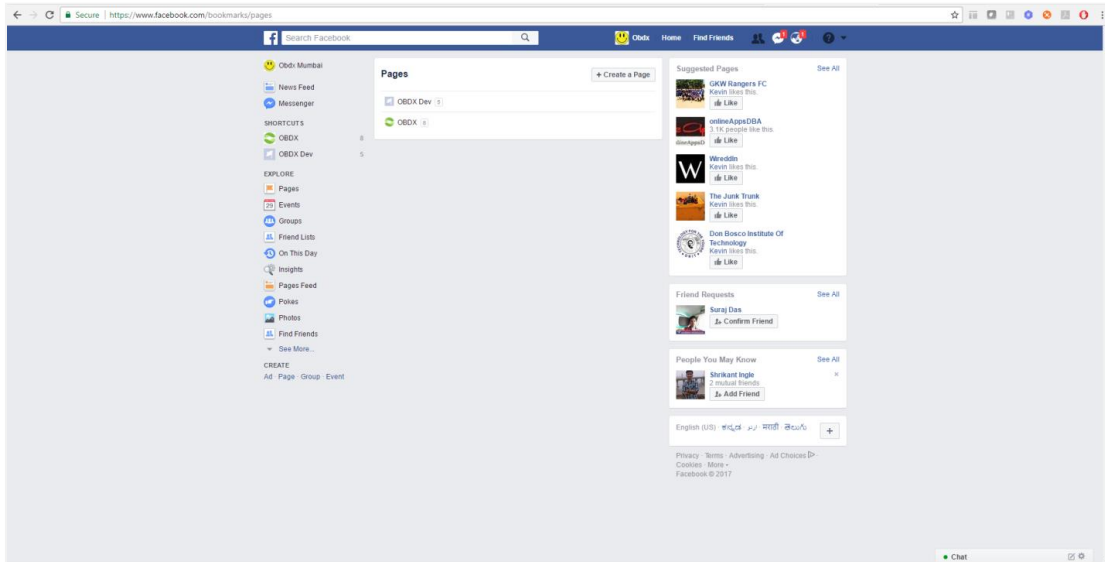 Secure | https://www.facebook.com/bookmarks/pages
Search Facebook
Obdx Home Find Friends
Obdx Mumbai
News Feed
Messenger
SHORTCUTS
OBDX 8
OBDX Dev 5
EXPLORE
Pages
29 Events
Groups
Friend Lists
On This Day
Insights
Pages Feed
Pokes
Photos
Find Friends
See More...
CREATE
Ad · Page · Group · Event
Pages
+ Create a Page
OBDX Dev
OBDX
Suggested Pages See All
GKW Rangers FC
Kevin likes this.
Like
onlineAppsDBA
3.1K people like this.
Like
Wireddin
Kevin likes this.
Like
The Junk Trunk
Kevin likes this.
Like
Don Bosco Institute Of
Technology
Kevin likes this.
Like
Friend Requests See All
Suraj Das
Confirm Friend
People You May Know See All
Shrikant Ingle
2 mutual friends
Add Friend
English (US) · ಕನ್ನಡ · اردو · मराठी · తెలుగు
Privacy · Terms · Advertising · Ad Choices ·
Cookies · More
Facebook © 2017
Chat